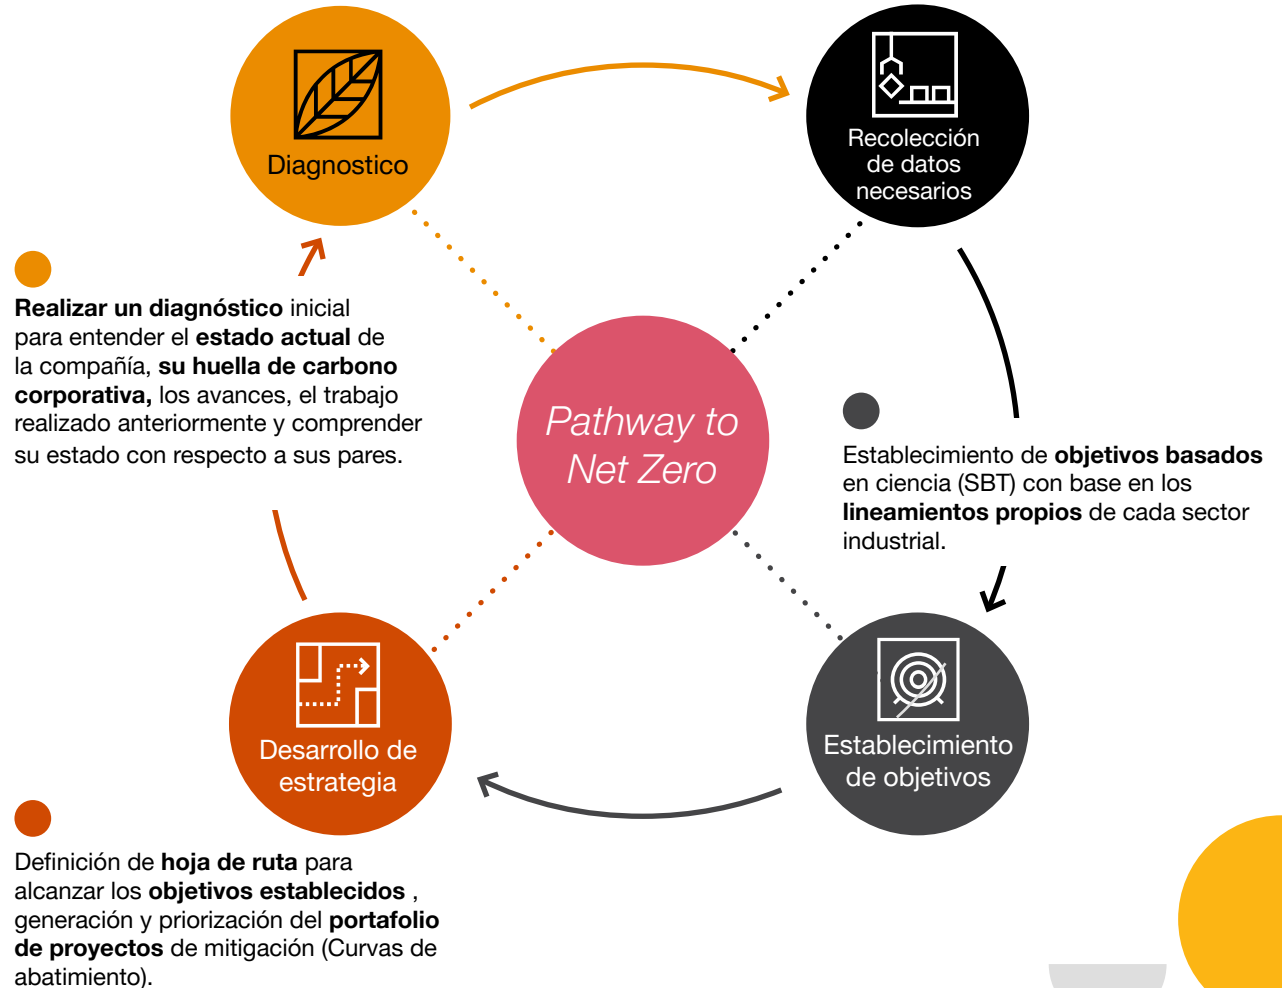 Diagnostico
Recolección
de datos
necesarios
Realizar un diagnóstico inicial
para entender el estado actual de
la compañía, su huella de carbono
corporativa, los avances, el trabajo
realizado anteriormente y comprender
su estado con respecto a sus pares.
Pathway to
Net Zero
Establecimiento de objetivos basados
en ciencia (SBT) con base en los
lineamientos propios de cada sector
industrial.
Desarrollo de
estrategia
Establecimiento
de objetivos
Definición de hoja de ruta para
alcanzar los objetivos establecidos ,
generación y priorización del portafolio
de proyectos de mitigación (Curvas de
abatimiento).